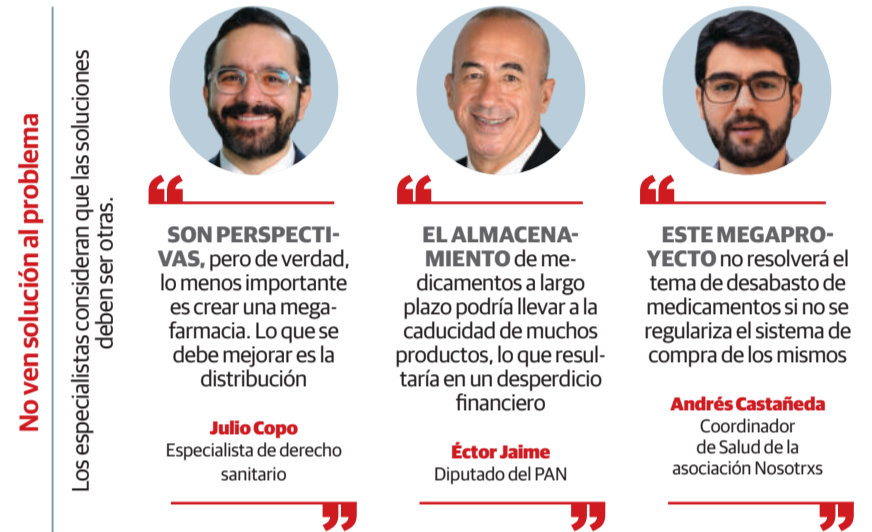 No ven solución al problema
Los especialistas consideran que las soluciones
deben ser otras.
SON PERSPECTI-
VAS, pero de verdad,
lo menos importante
es crear una mega-
farmacia. Lo que se
debe mejorar es la
distribución
Julio Copo
Especialista de derecho
sanitario
EL ALMACENA-
MIENTO de me-
dicamentos a largo
plazo podría llevar a la
caducidad de muchos
productos, lo que resul-
taría en un desperdicio
financiero
Éctor Jaime
Diputado del PAN
ESTE MEGAPRO-
YECTO no resolverá el
tema de desabasto de
medicamentos si no se
regulariza el sistema de
compra de los mismos
Andrés Castañeda
Coordinador
de Salud de la
asociación Nosotrxs